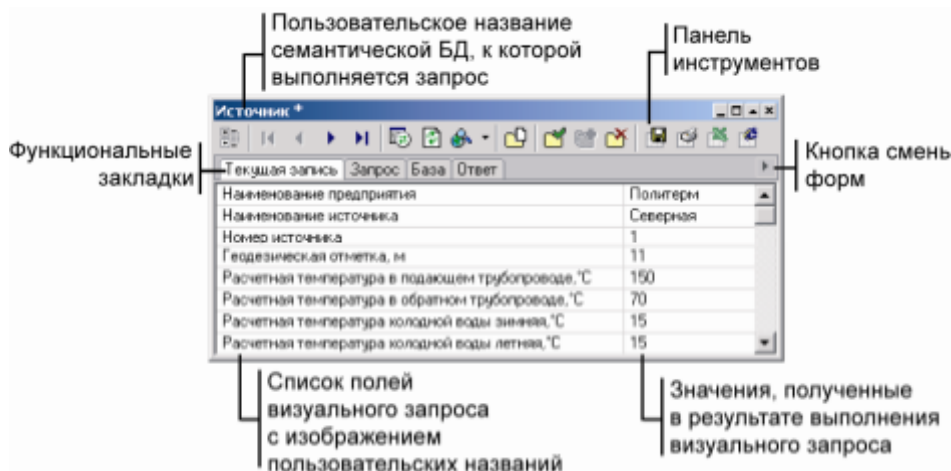 Пользовательское название
семантической БД, к которой
выполняется запрос
Панель
инструментов
Источник *
Функциональные
закладки
Текущая запись Запрос База Ответ
Кнопка смень
форм
Наименование предприятия Политерм
Наименование источника Северная
Номер источника 1
Геодезическая отметка, м 11
Расчетная температура в подающем трубопроводе,°C 150
Расчетная температура в обратном трубопроводе,°C 70
Расчетная температура холодной воды зимняя,°C 15
Расчетная температура холодной воды летняя,°C 15
Список полей
визуального запроса
с изображением
пользовательских названий
Значения, полученные
в результате выполнения
визуального запроса